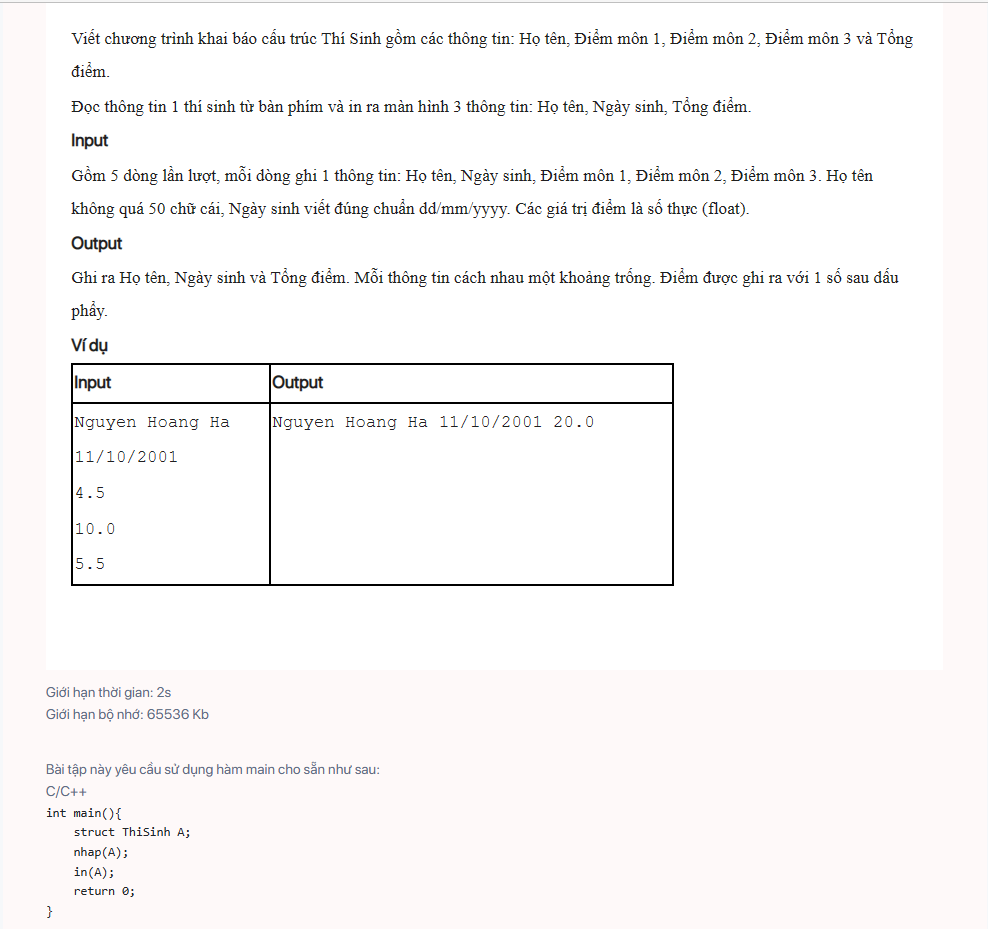 Viết chương trình khai báo cấu trúc Thí Sinh gồm các thông tin: Họ tên, Điểm môn 1, Điểm môn 2, Điểm môn 3 và Tổng
điểm.
Đọc thông tin 1 thí sinh từ bàn phím và in ra màn hình 3 thông tin: Họ tên, Ngày sinh, Tổng điểm.
Input
Gồm 5 dòng lần lượt, mỗi dòng ghi 1 thông tin: Họ tên, Ngày sinh, Điểm môn 1, Điểm môn 2, Điểm môn 3. Họ tên
không quá 50 chữ cái, Ngày sinh viết đúng chuẩn dd/mm/yyyy. Các giá trị điểm là số thực (float).
Output
Ghi ra Họ tên, Ngày sinh và Tổng điểm. Mỗi thông tin cách nhau một khoảng trống. Điểm được ghi ra với 1 số sau dấu
phẩy.
Ví dụ
Input Output
Nguyen Hoang Ha Nguyen Hoang Ha 11/10/2001 20.0
11/10/2001
4.5
10.0
5.5
Giới hạn thời gian: 2s
Giới hạn bộ nhớ: 65536 Kb
Bài tập này yêu cầu sử dụng hàm main cho sẵn như sau:
C/C++
int main(){
    struct ThiSinh A;
    nhap(A);
    in(A);
    return 0;
}